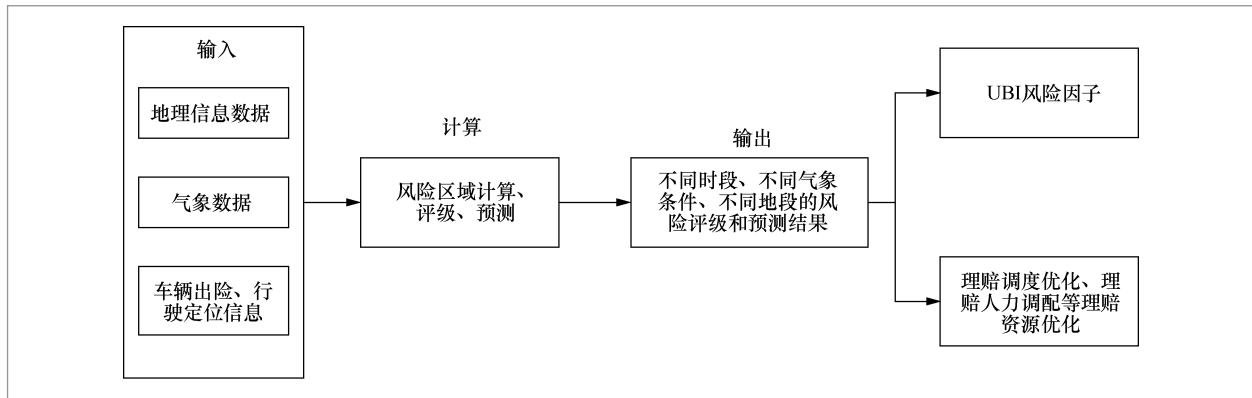 输入
地理信息数据
气象数据
车辆出险、行
驶定位信息
计算
风险区域计算、
评级、预测
输出
不同时段、不同气象
条件、不同地段的风
险评级和预测结果
UBI风险因子
理赔调度优化、理
赔人力调配等理赔
资源优化